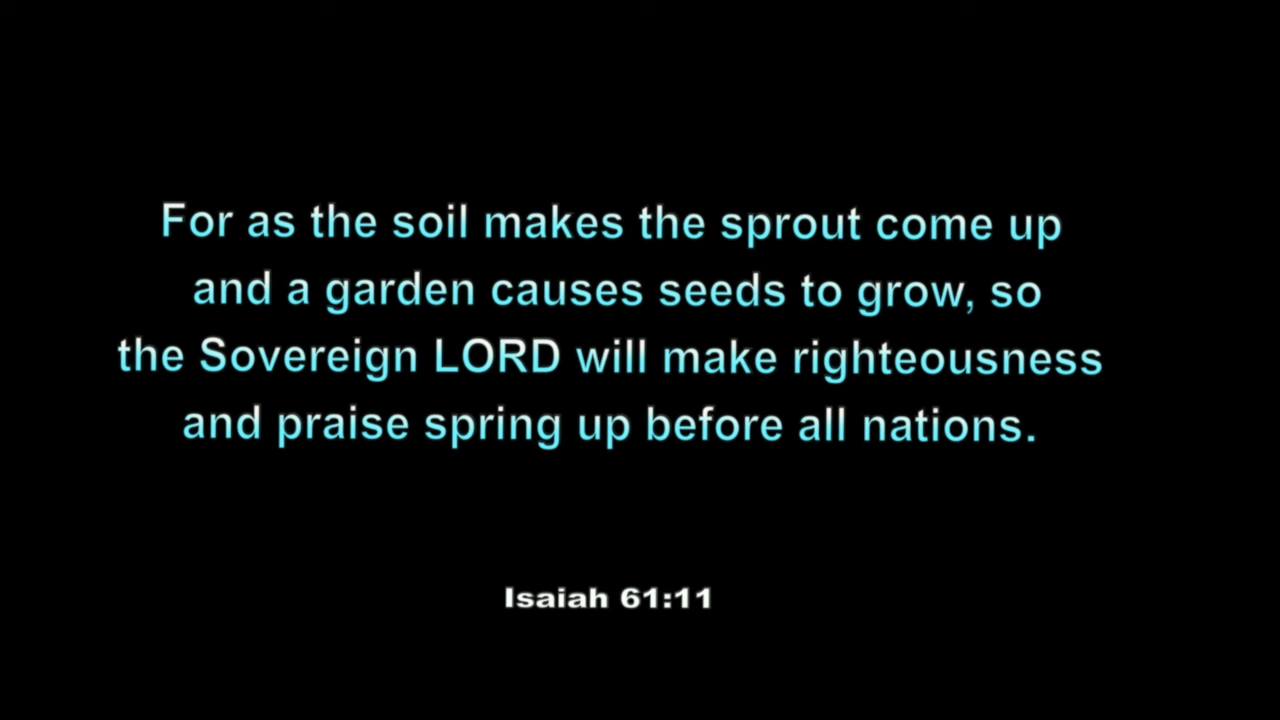 For as the soil makes the sprout come up
and a garden causes seeds to grow, so
the Sovereign LORD will make righteousness
and praise spring up before all nations.
Isaiah 61:11